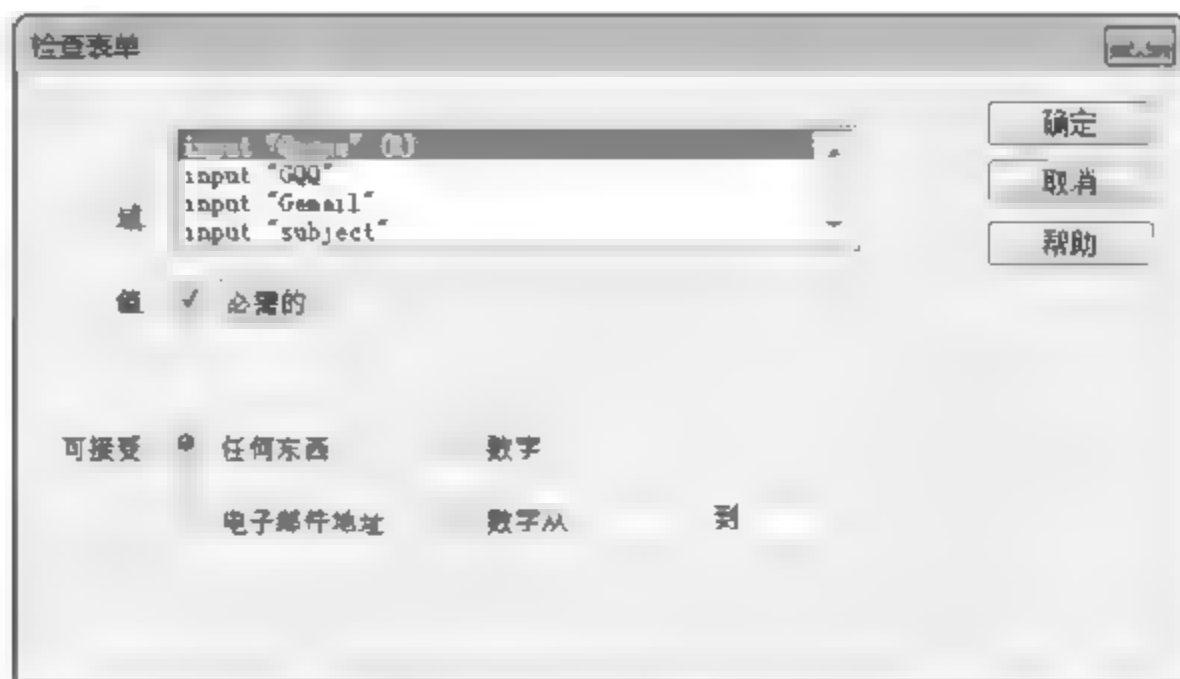 检查表单
确定
取消
帮助
域
input (R)
input "GQQ"
input "Gemail"
input "subject"
值 ✓ 必需的
可接受 任何东西 数字
电子邮件地址 数字从 到